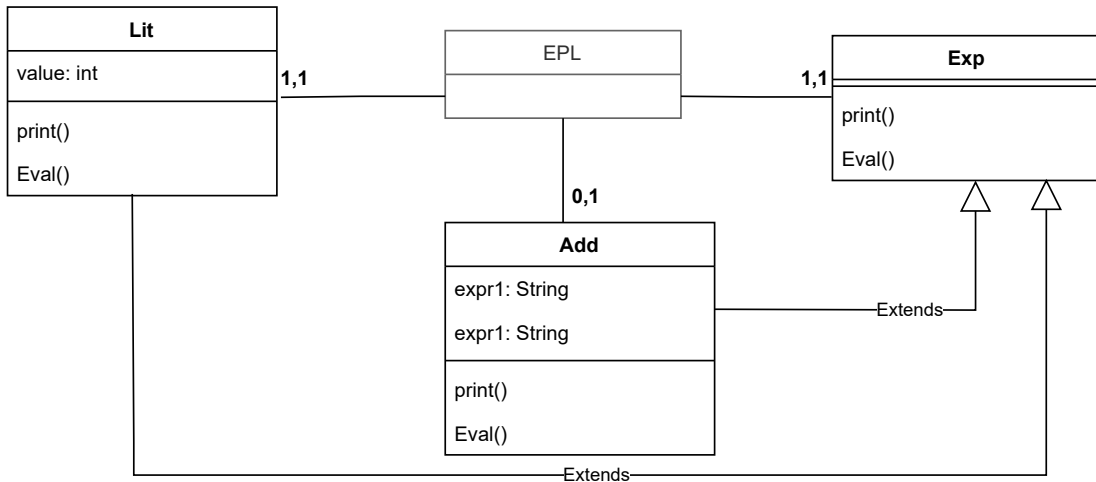 Lit
value: int
print()
Eval()
1,1
EPL
1,1
Exp
print()
Eval()
0,1
Add
expr1: String
expr1: String
print()
Eval()
Extends
Extends